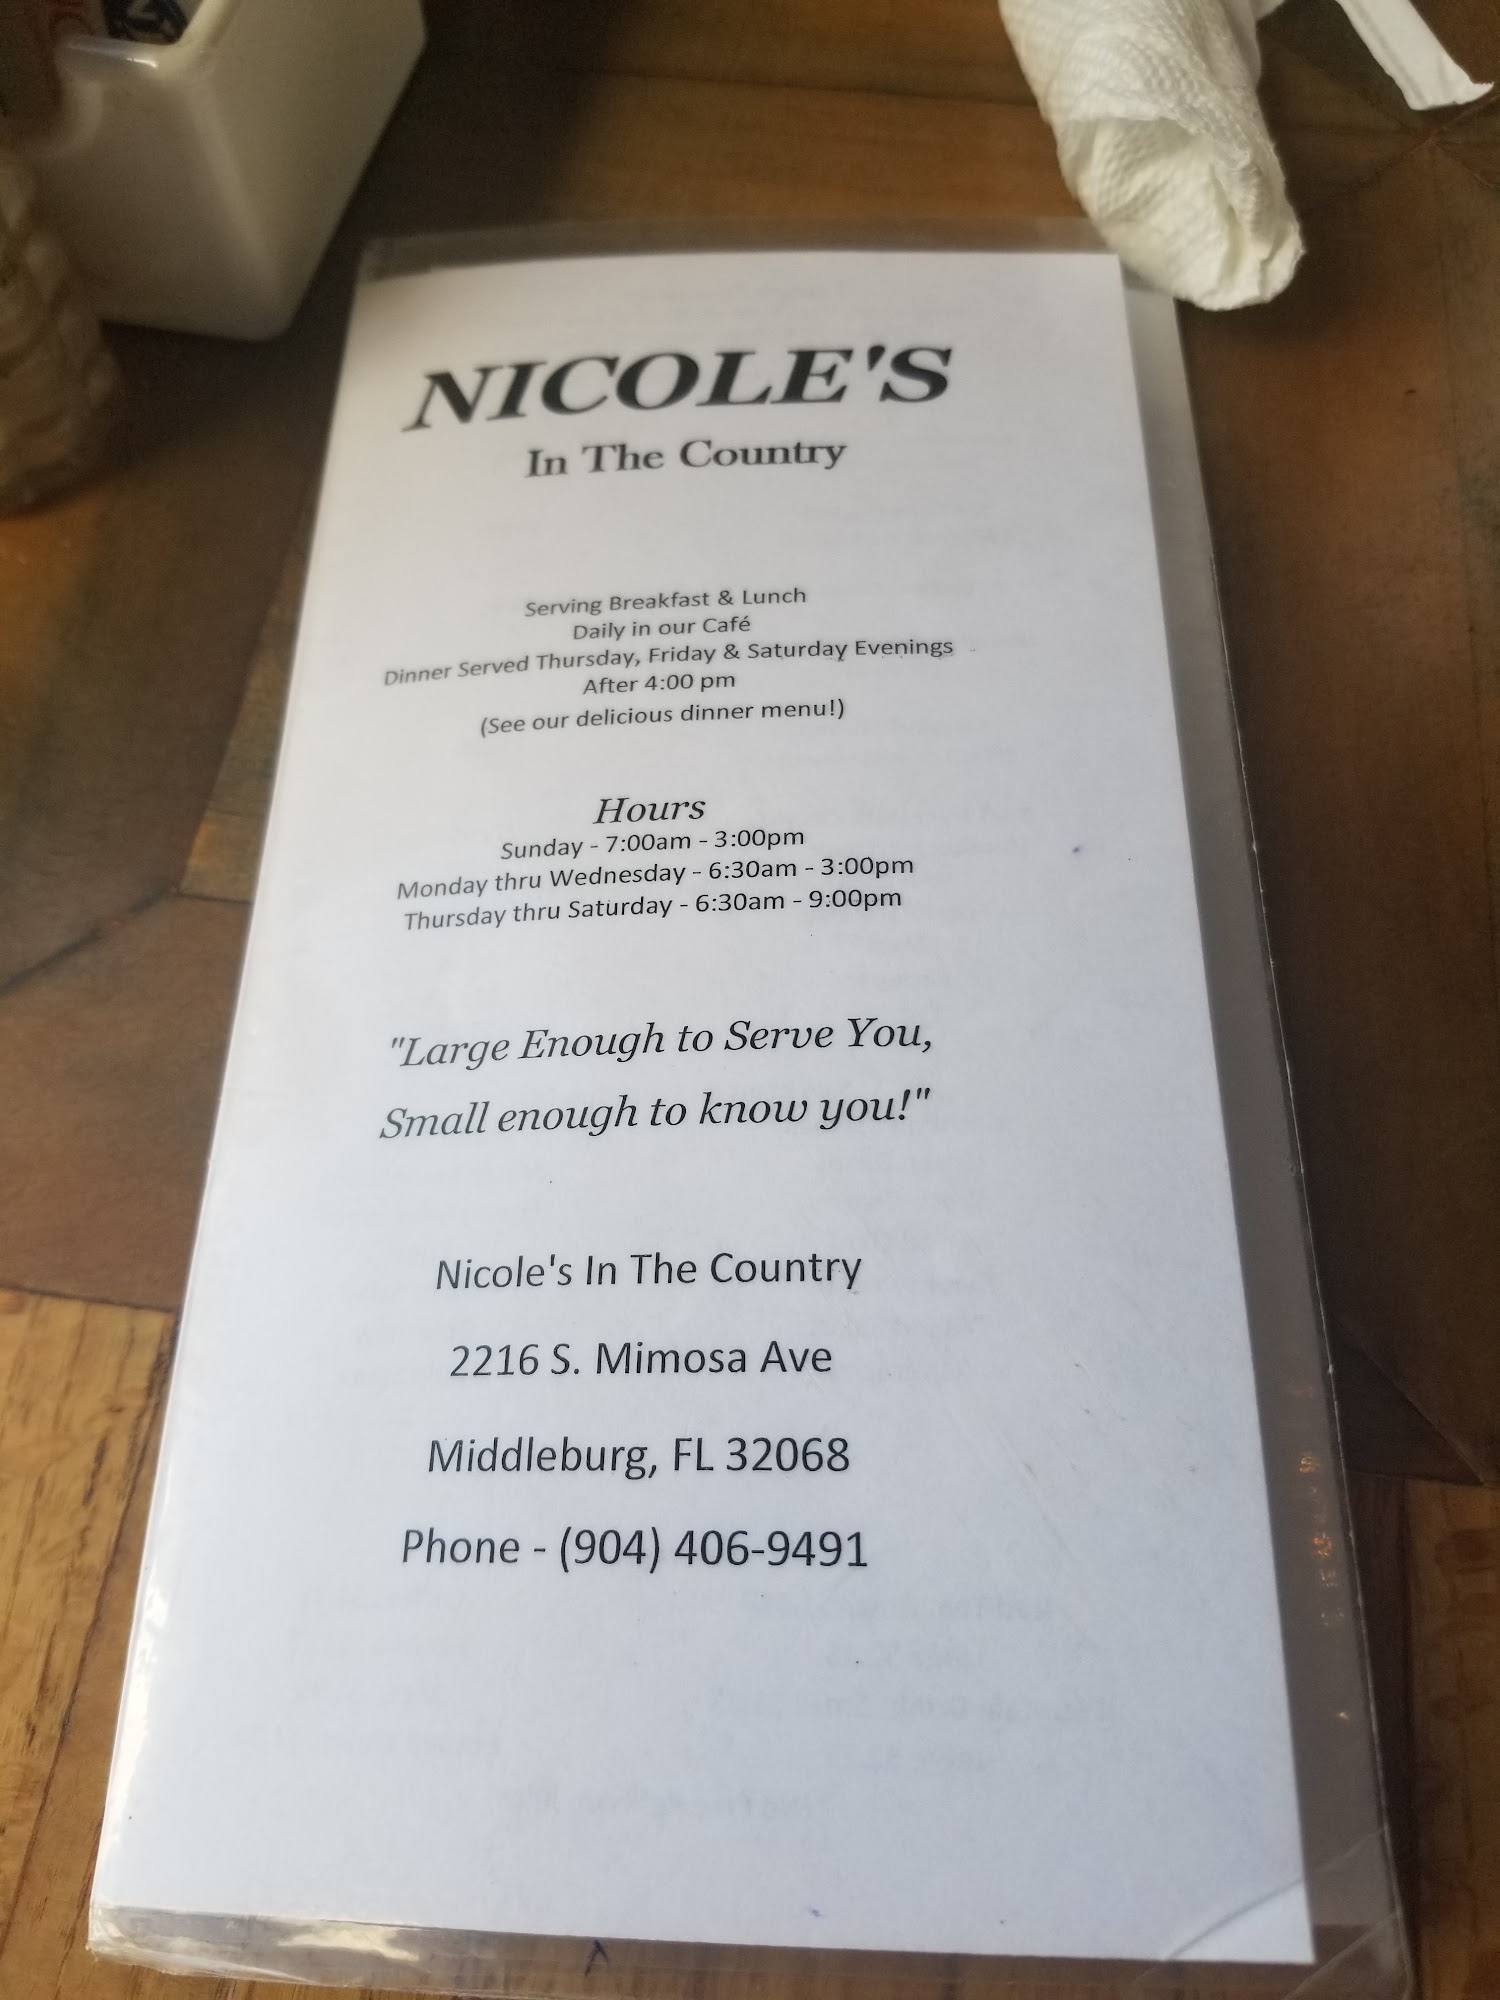 NICOLE'S
In The Country
Serving Breakfast & Lunch
Daily in our Café
Dinner Served Thursday, Friday & Saturday Evenings
After 4:00 pm
(See our delicious dinner menu!)
Hours
Sunday - 7:00am - 3:00pm
Monday thru Wednesday - 6:30am - 3:00pm
Thursday thru Saturday - 6:30am - 9:00pm
"Large Enough to Serve You,
Small enough to know you!"
Nicole's In The Country
2216 S. Mimosa Ave
Middleburg, FL 32068
Phone - (904) 406-9491